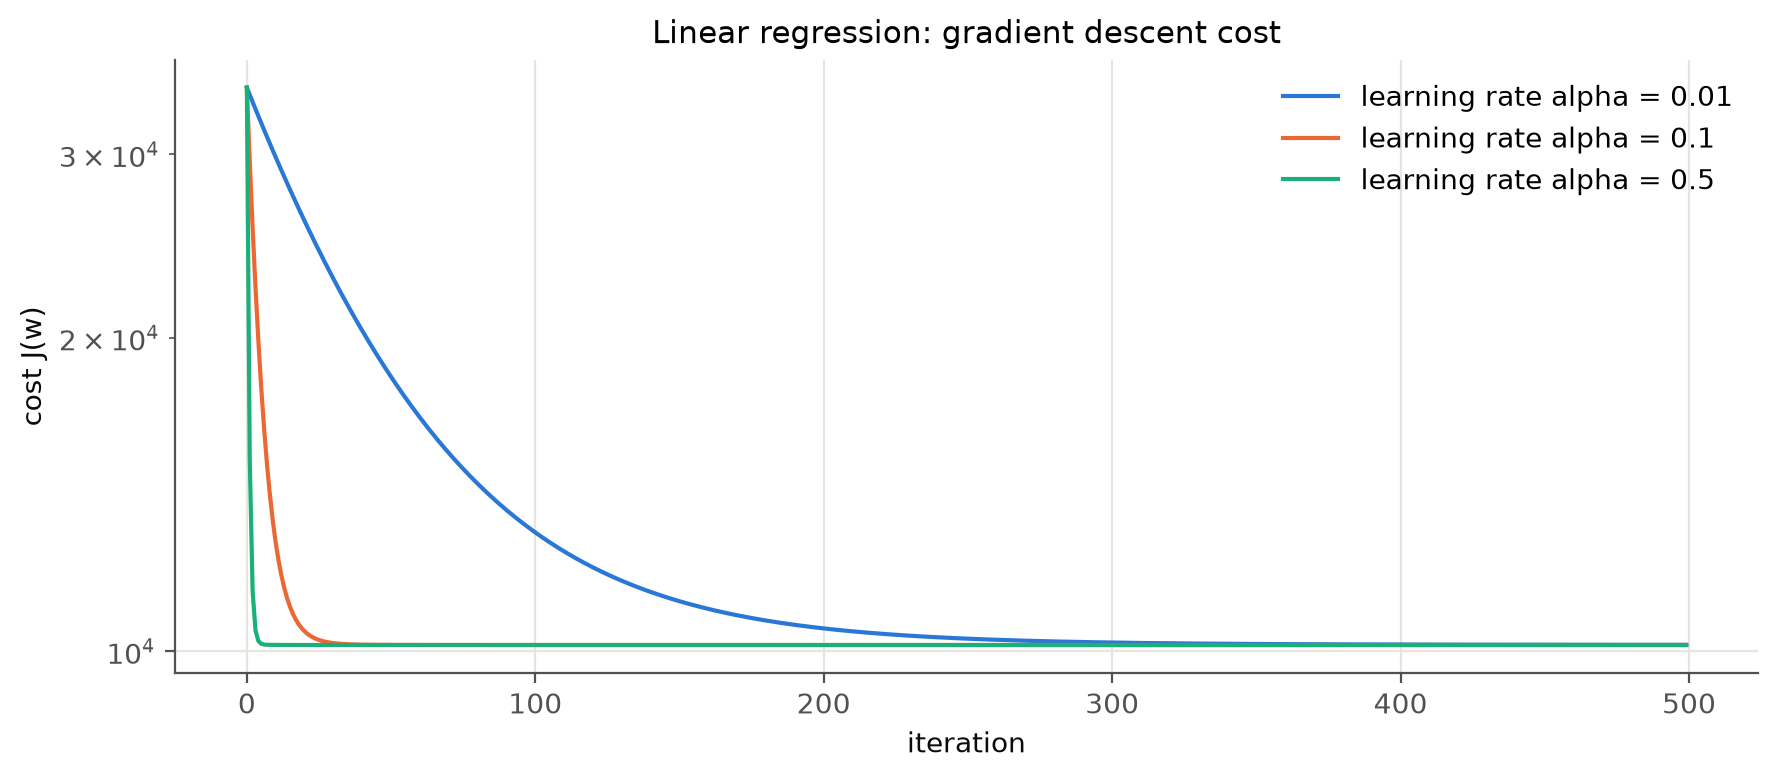 Linear regression: gradient descent cost
learning rate alpha = 0.01
learning rate alpha = 0.1
learning rate alpha = 0.5
cost J(w)
3 × 10⁴
2 × 10⁴
10⁴
0 100 200 300 400 500
iteration